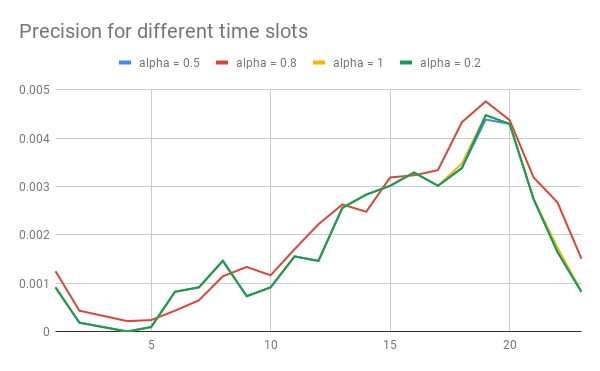 Precision for different time slots
alpha = 0.5 alpha = 0.8 alpha = 1 alpha = 0.2
0.005
0.004
0.003
0.002
0.001
0
5 10 15 20